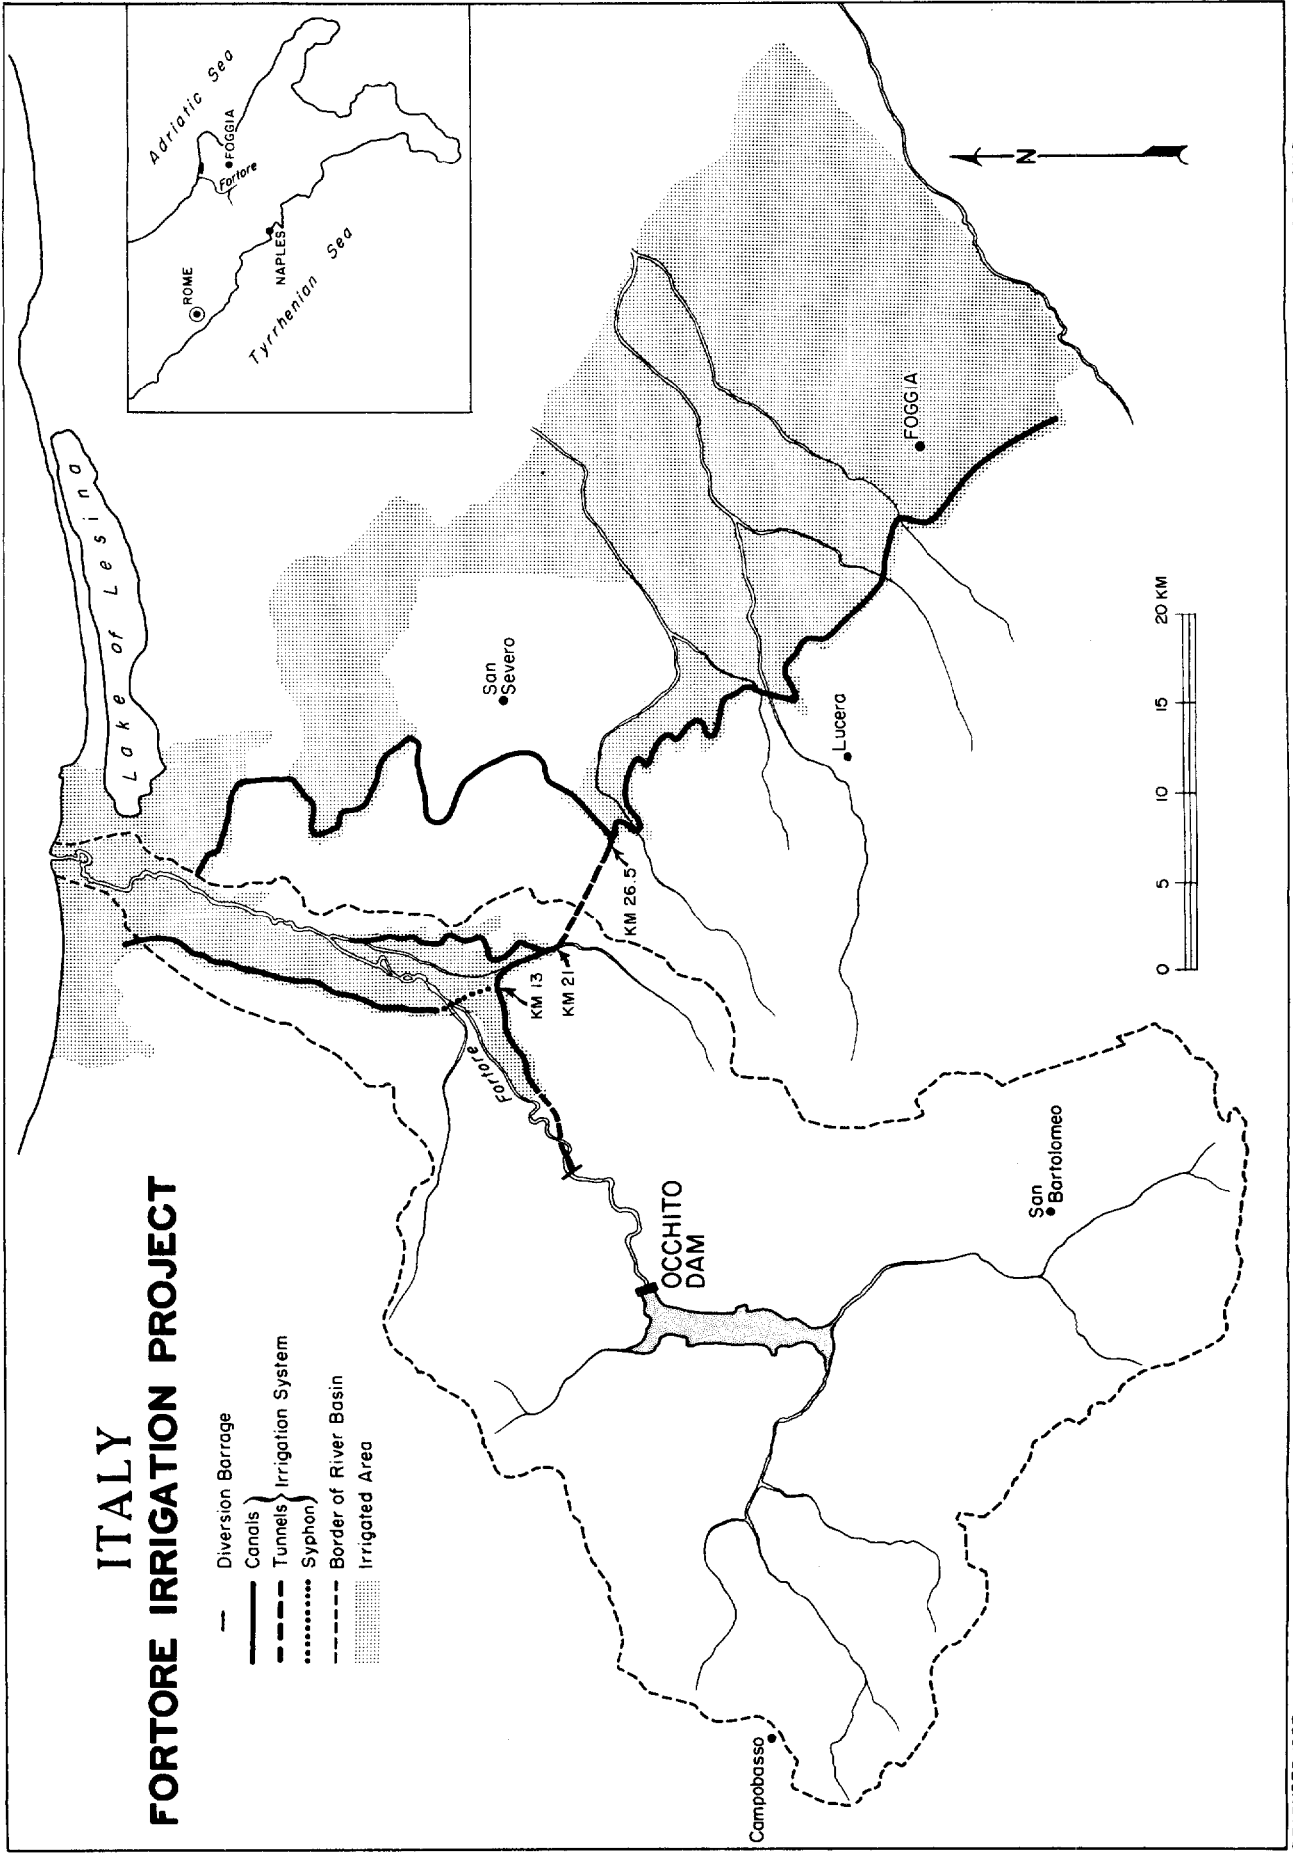 ITALY
FORTORE IRRIGATION PROJECT
Diversion Barrage
Canals
Tunnels
Syphon
Irrigation System
Border of River Basin
Irrigated Area
Adriatic Sea
FOGGIA
Fortore
ROME
NAPLES
Tyrrhenian Sea
Lake of Lesina
San
Severo
FOGGIA
Lucera
KM 26.5
KM 21
KM 13
Fortore
OCCHITO
DAM
San
Bartolomeo
Campobasso
N
0 5 10 15 20 KM